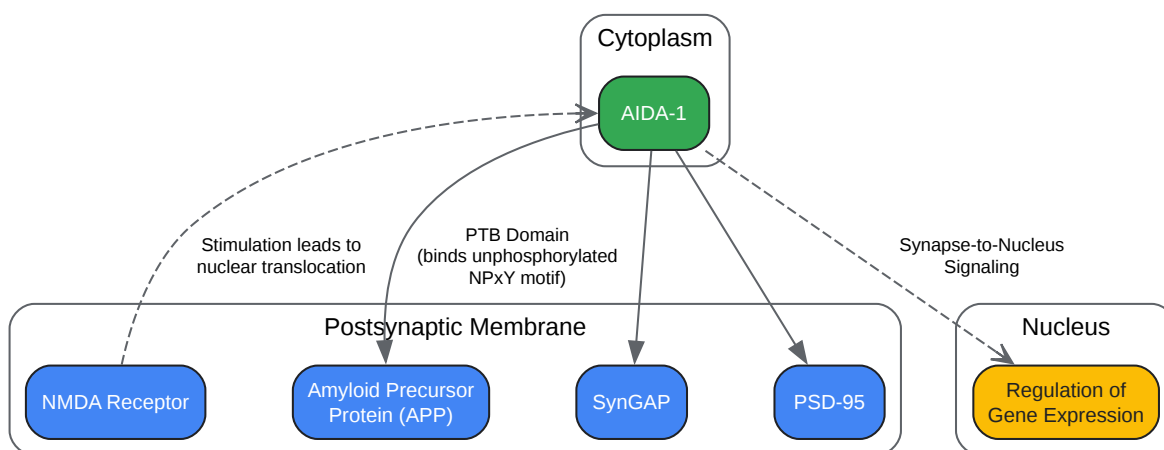 Cytoplasm
AIDA-1
Stimulation leads to
nuclear translocation
PTB Domain
(binds unphosphorylated
NPxY motif)
Synapse-to-Nucleus
Signaling
Postsynaptic Membrane
Nucleus
NMDA Receptor
Amyloid Precursor
Protein (APP)
SynGAP
PSD-95
Regulation of
Gene Expression